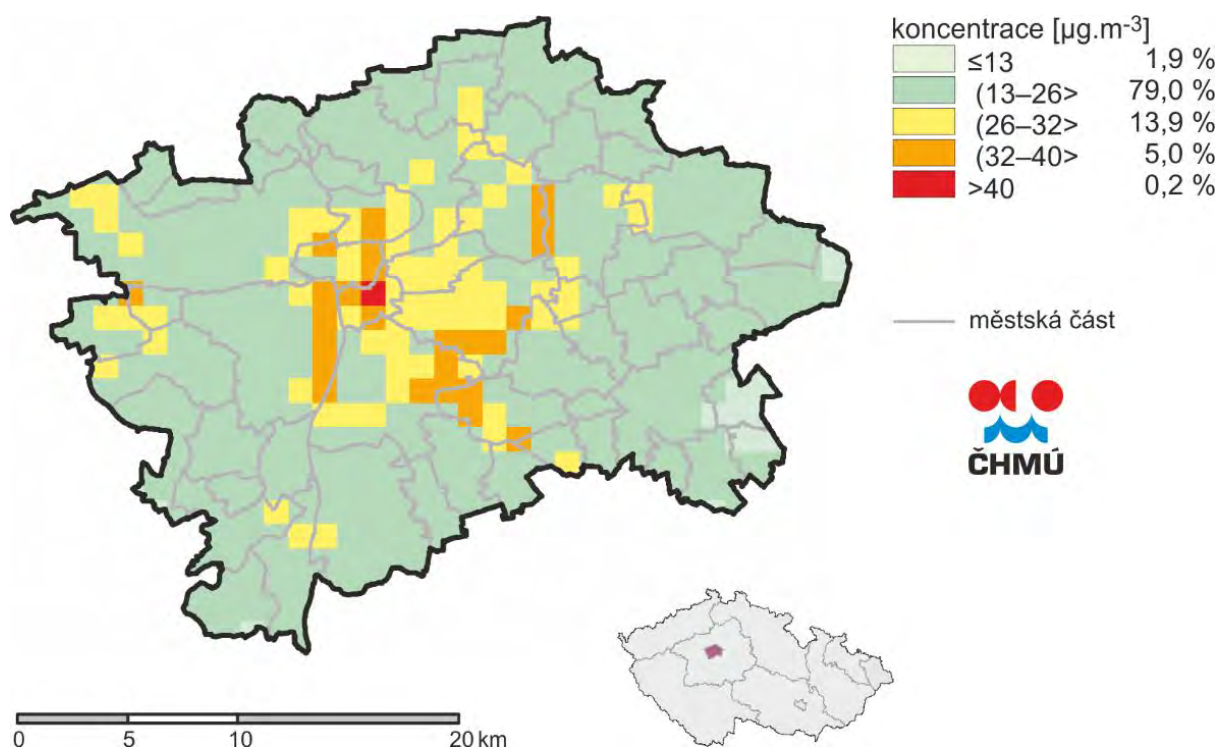 koncentrace [µg.m-3]
≤13 1,9 %
(13–26> 79,0 %
(26–32> 13,9 %
(32–40> 5,0 %
>40 0,2 %
městská část
ČHMÚ
0 5 10 20 km